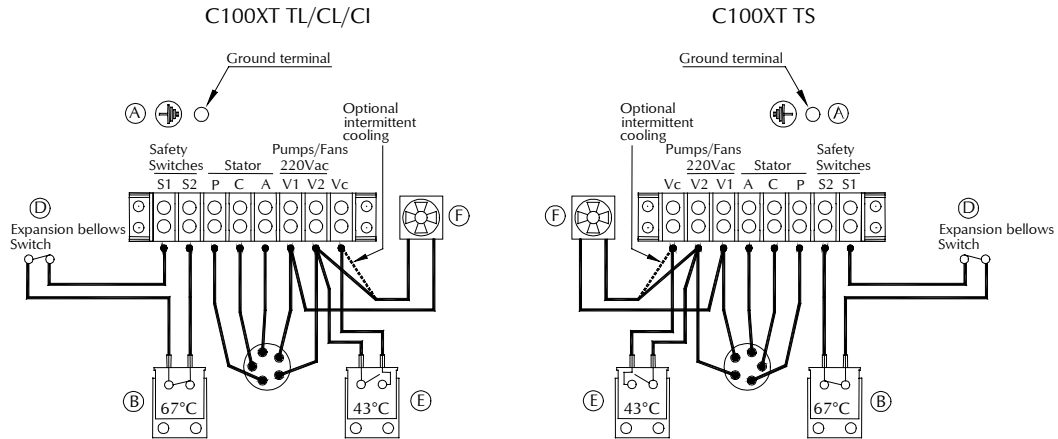 C100XT TL/CL/CI
Ground terminal
A
Optional
intermittent
cooling
Safety
Switches
Stator
Pumps/Fans
220Vac
S1 S2 P C A V1 V2 Vc
D
Expansion bellows
Switch
F
B
67°C
43°C
E
C100XT TS
Ground terminal
A
Optional
intermittent
cooling
Pumps/Fans
220Vac
Stator
Safety
Switches
Vc V2 V1 A C P S2 S1
F
D
Expansion bellows
Switch
E
43°C
67°C
B